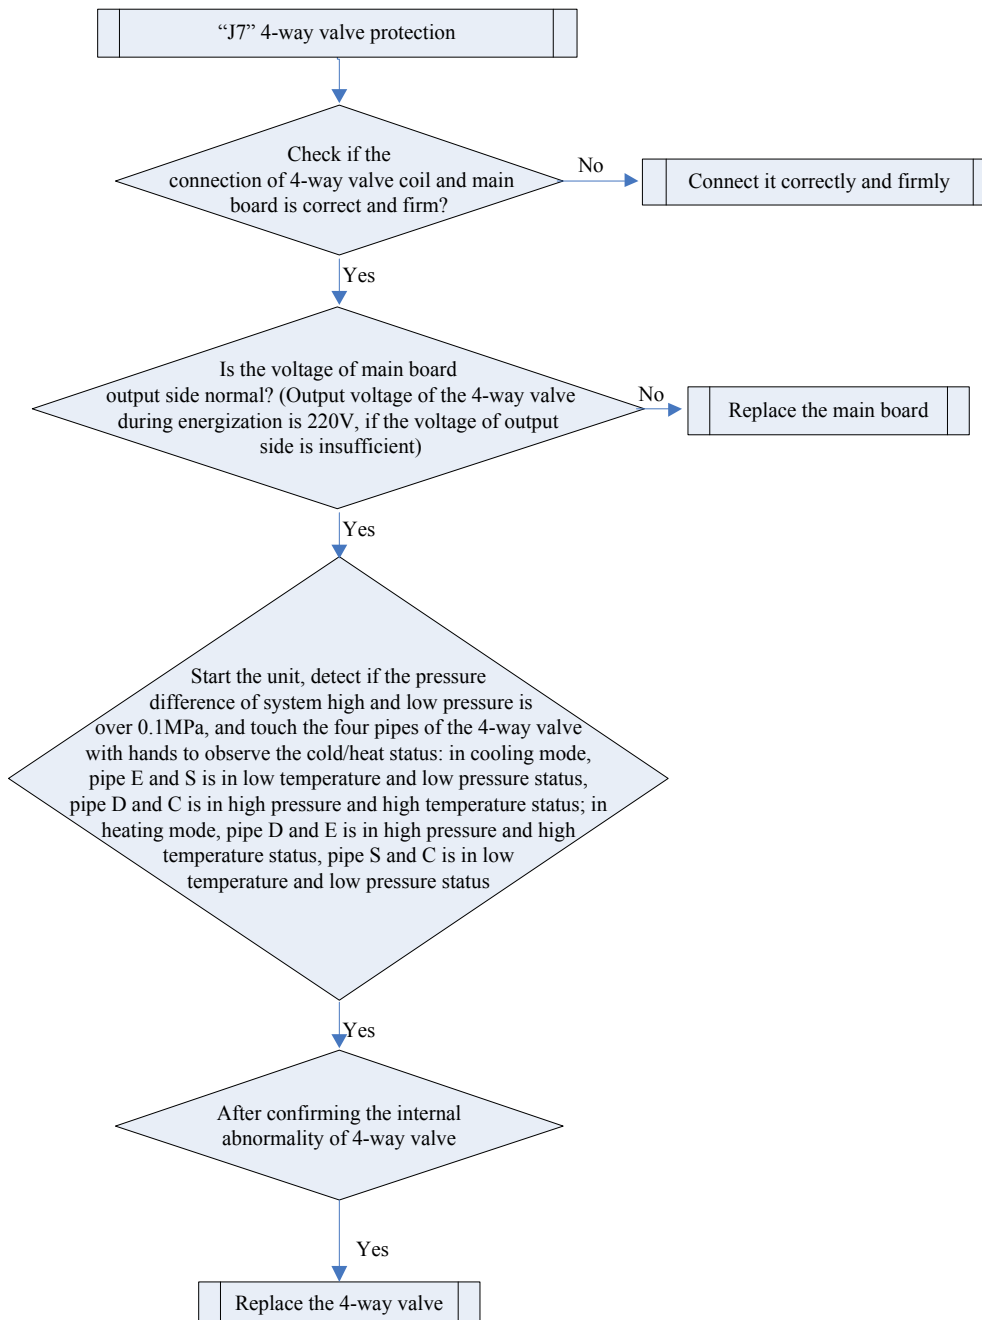 “J7” 4-way valve protection
Check if the
connection of 4-way valve coil and main
board is correct and firm?
No
Connect it correctly and firmly
Yes
Is the voltage of main board
output side normal? (Output voltage of the 4-way valve
during energization is 220V, if the voltage of output
side is insufficient)
No
Replace the main board
Yes
Start the unit, detect if the pressure
difference of system high and low pressure is
over 0.1MPa, and touch the four pipes of the 4-way valve
with hands to observe the cold/heat status: in cooling mode,
pipe E and S is in low temperature and low pressure status,
pipe D and C is in high pressure and high temperature status; in
heating mode, pipe D and E is in high pressure and high
temperature status, pipe S and C is in low
temperature and low pressure status
Yes
After confirming the internal
abnormality of 4-way valve
Yes
Replace the 4-way valve